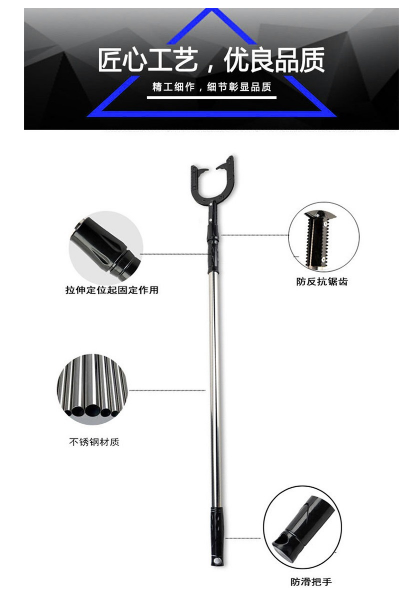 匠心工艺，优良品质
精工细作，细节彰显品质
拉伸定位起固定作用
防反抗锯齿
不锈钢材质
防滑把手